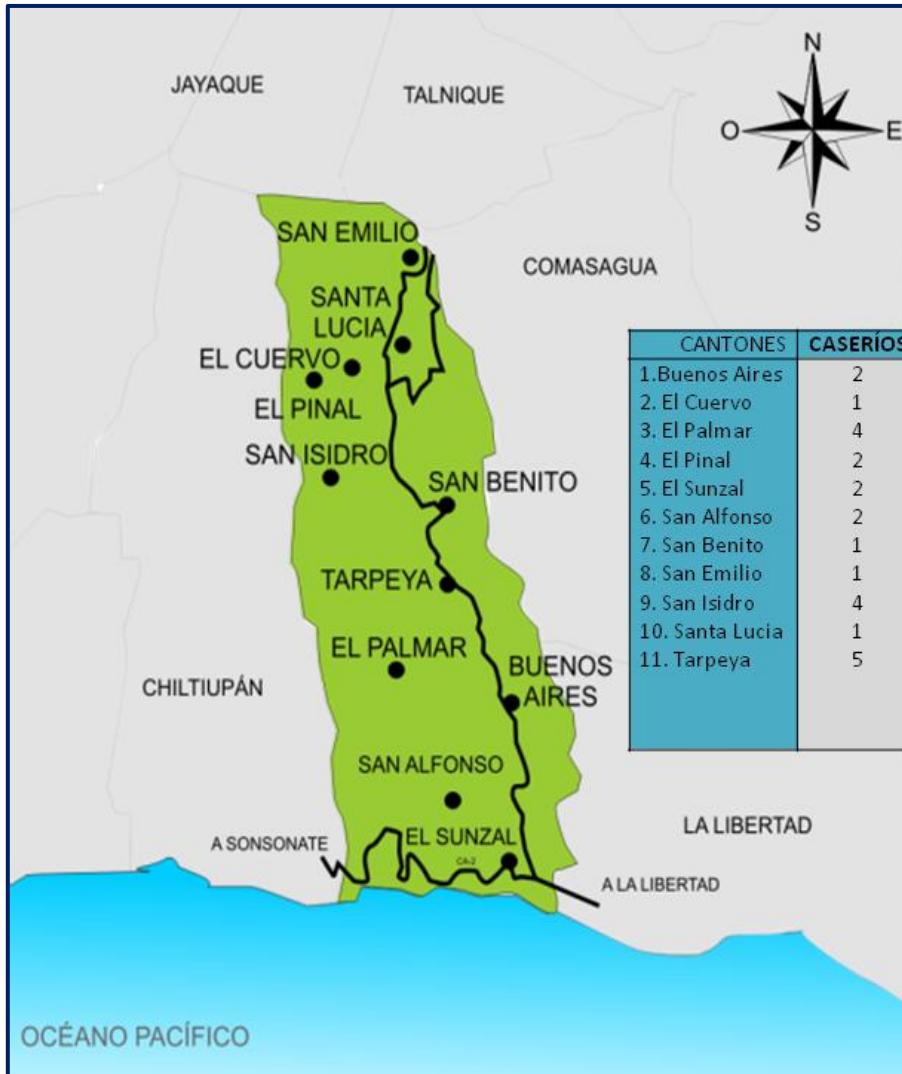 JAYAQUE
TALNIQUE
N
O
E
S
SAN EMILIO
COMASAGUA
SANTA
LUCIA
EL CUERVO
EL PINAL
SAN ISIDRO
SAN BENITO
TARPEYA
EL PALMAR
BUENOS
AIRES
CHILTIUPÁN
SAN ALFONSO
EL SUNZAL
CA-2
A SONSONATE
A LA LIBERTAD
LA LIBERTAD
OCÉANO PACÍFICO
CANTONES CASERÍOS
1.Buenos Aires 2
2. El Cuervo 1
3. El Palmar 4
4. El Pinal 2
5. El Sunzal 2
6. San Alfonso 2
7. San Benito 1
8. San Emilio 1
9. San Isidro 4
10. Santa Lucia 1
11. Tarpeya 5